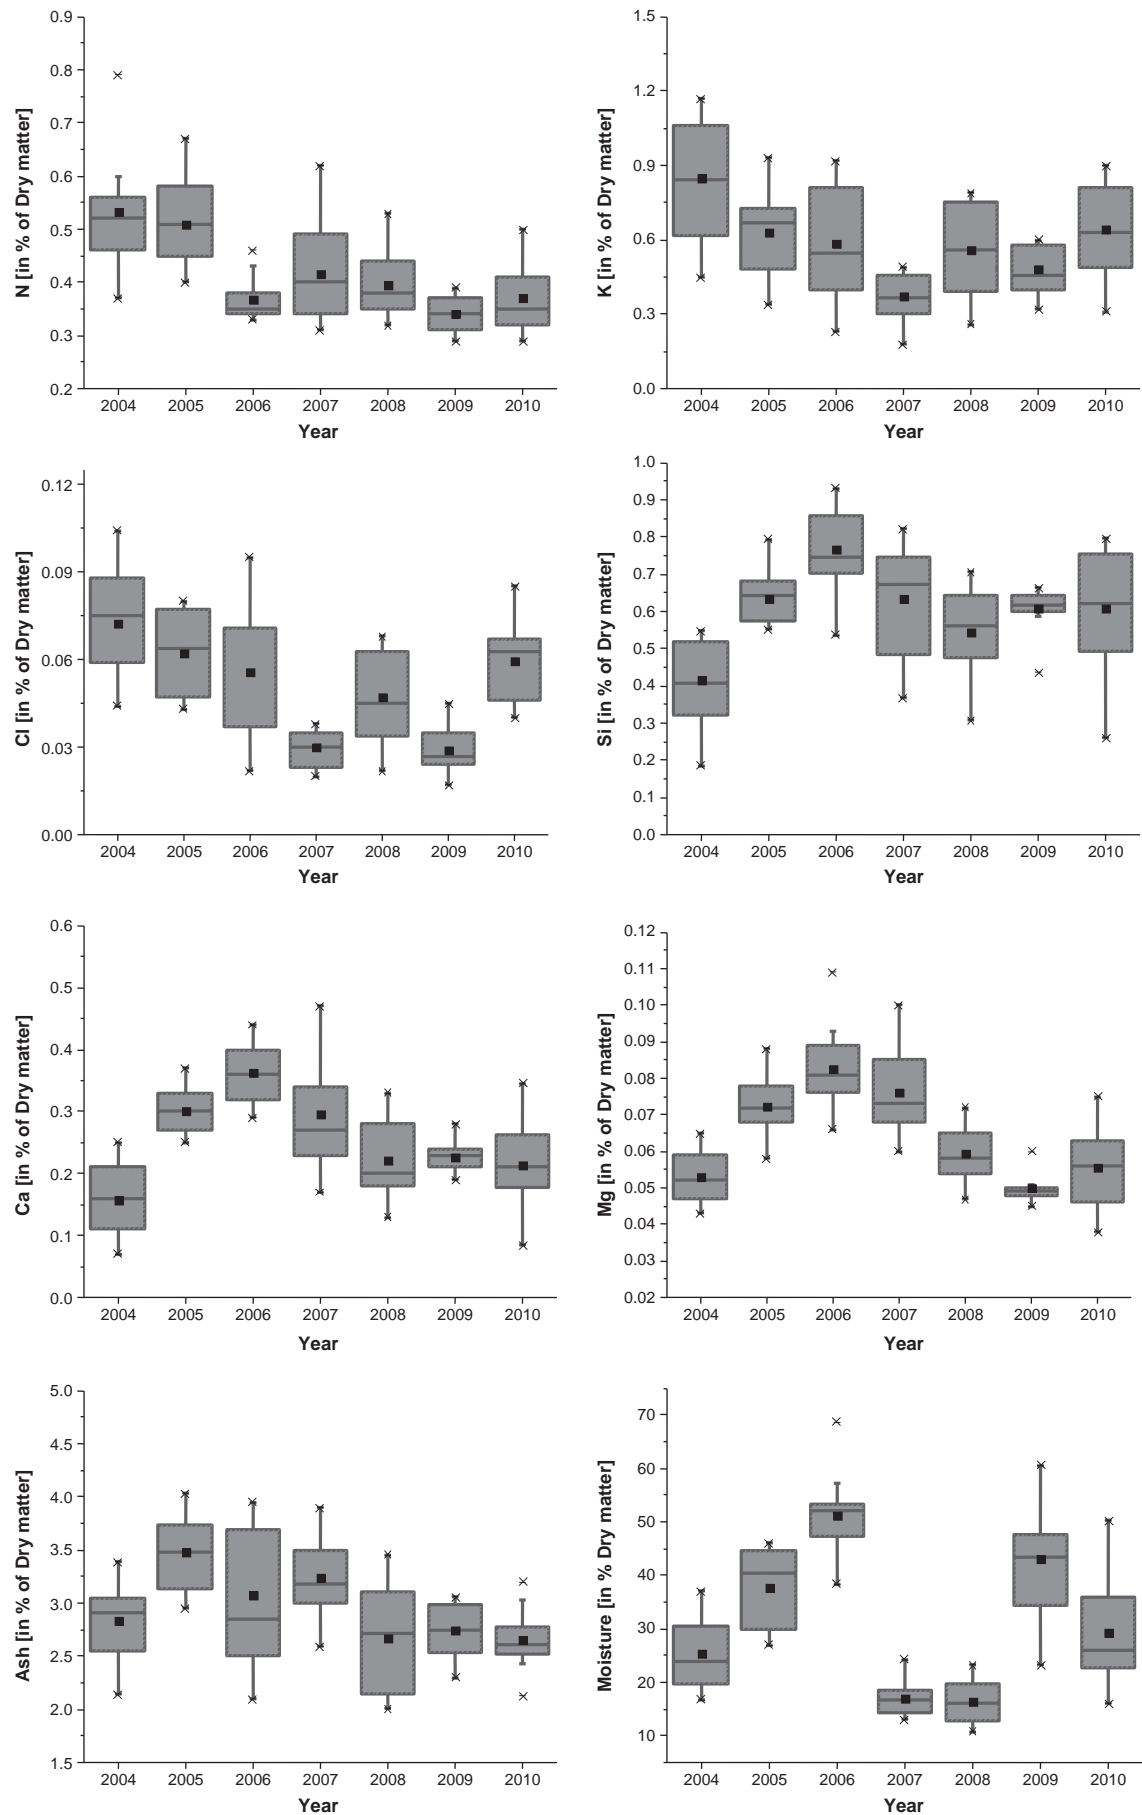 N [in % of Dry matter]
0.9
0.8
0.7
0.6
0.5
0.4
0.3
0.2
2004 2005 2006 2007 2008 2009 2010
Year
K [in % of Dry matter]
1.5
1.2
0.9
0.6
0.3
0.0
2004 2005 2006 2007 2008 2009 2010
Year
Cl [in % of Dry matter]
0.12
0.09
0.06
0.03
0.00
2004 2005 2006 2007 2008 2009 2010
Year
Si [in % of Dry matter]
1.0
0.9
0.8
0.7
0.6
0.5
0.4
0.3
0.2
0.1
0.0
2004 2005 2006 2007 2008 2009 2010
Year
Ca [in % of Dry matter]
0.6
0.5
0.4
0.3
0.2
0.1
0.0
2004 2005 2006 2007 2008 2009 2010
Year
Mg [in % of Dry matter]
0.12
0.11
0.10
0.09
0.08
0.07
0.06
0.05
0.04
0.03
0.02
2004 2005 2006 2007 2008 2009 2010
Year
Ash [in % of Dry matter]
5.0
4.5
4.0
3.5
3.0
2.5
2.0
1.5
2004 2005 2006 2007 2008 2009 2010
Year
Moisture [in % Dry matter]
70
60
50
40
30
20
10
2004 2005 2006 2007 2008 2009 2010
Year